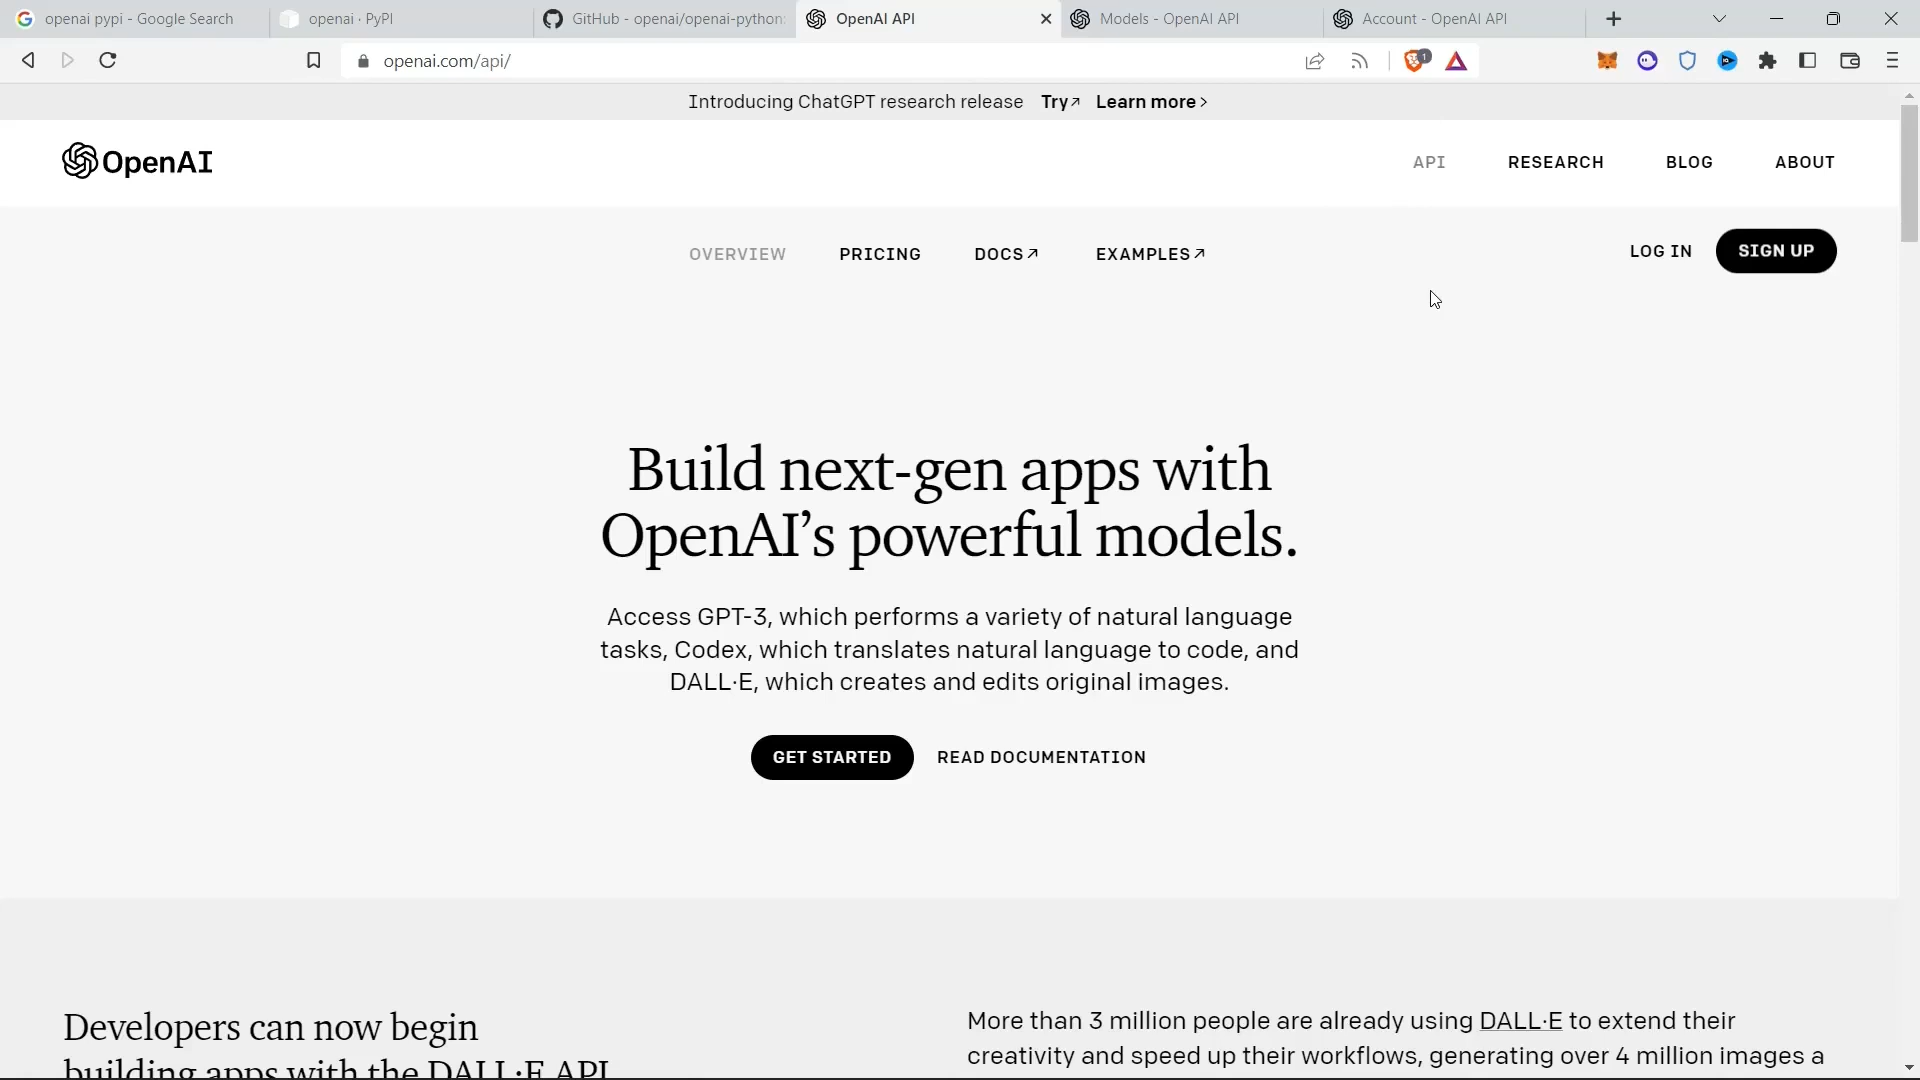 openai pypi - Google Search
openai · PyPI
GitHub - openai/openai-python:
OpenAI API
Models - OpenAI API
Account - OpenAI API
openai.com/api/
1
Introducing ChatGPT research release Try↗ Learn more >
OpenAI
API
RESEARCH
BLOG
ABOUT
OVERVIEW
PRICING
DOCS↗
EXAMPLES↗
LOG IN
SIGN UP
Build next-gen apps with
OpenAI’s powerful models.
Access GPT-3, which performs a variety of natural language
tasks, Codex, which translates natural language to code, and
DALL·E, which creates and edits original images.
GET STARTED
READ DOCUMENTATION
Developers can now begin
building apps with the DALL·E API
More than 3 million people are already using DALL·E to extend their
creativity and speed up their workflows, generating over 4 million images a